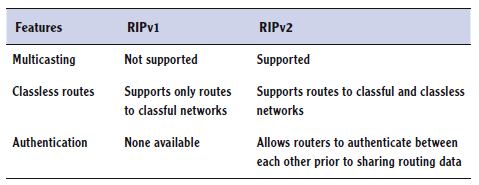 Features RIPv1 RIPv2
Multicasting Not supported Supported
Classless routes Supports only routes Supports routes to classful and classless
to classful networks networks
Authentication None available Allows routers to authenticate between
each other prior to sharing routing data